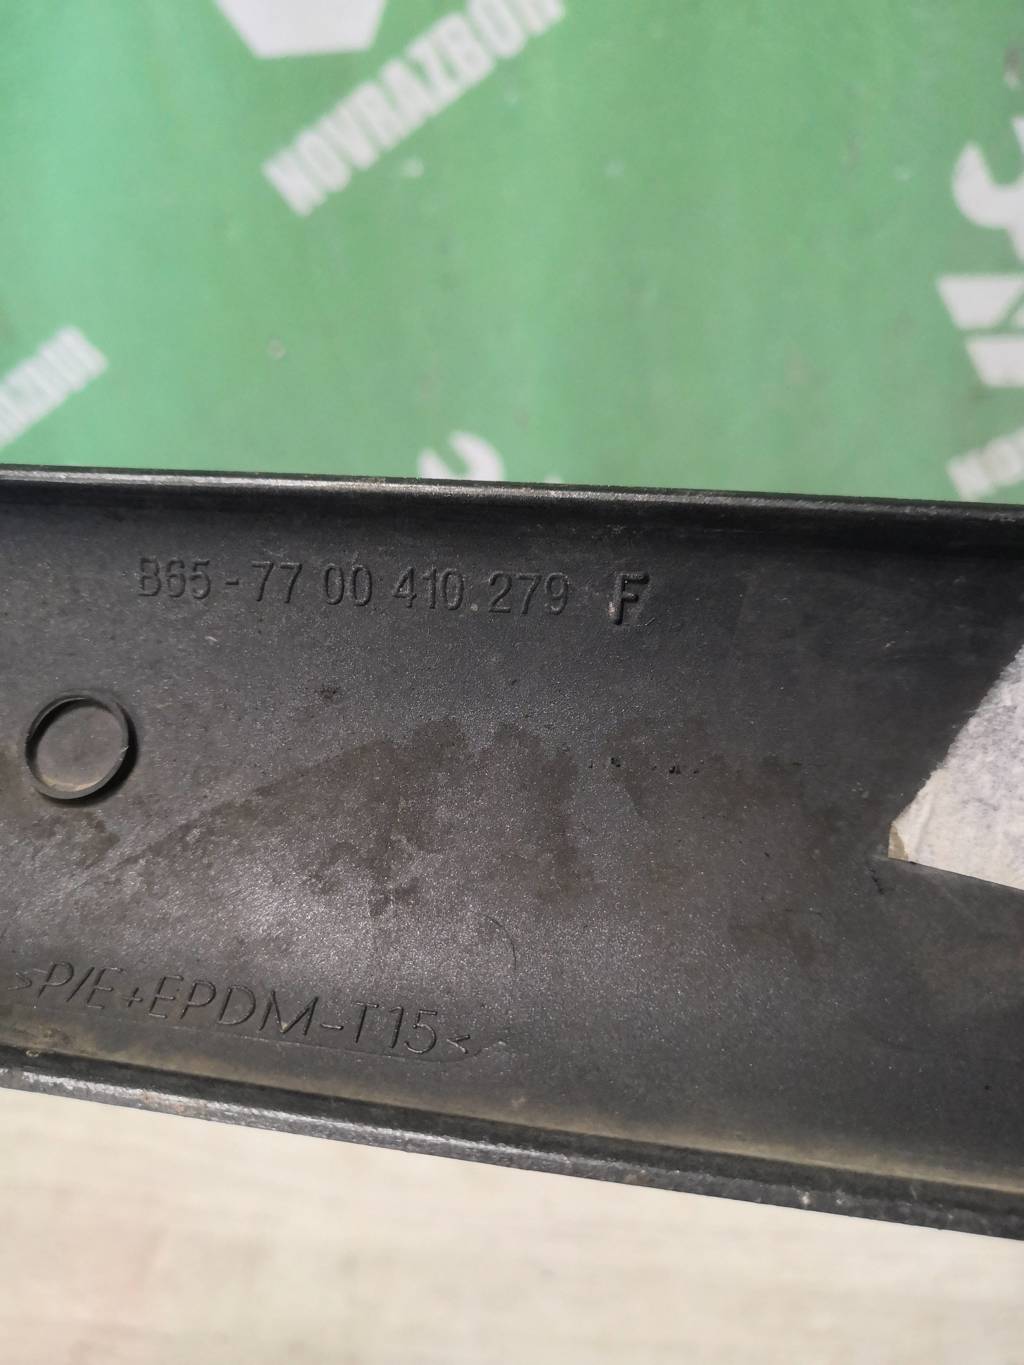 NOVRAZBOR
B65-77 00 410 279 F
>P/E+EPDM-T15<